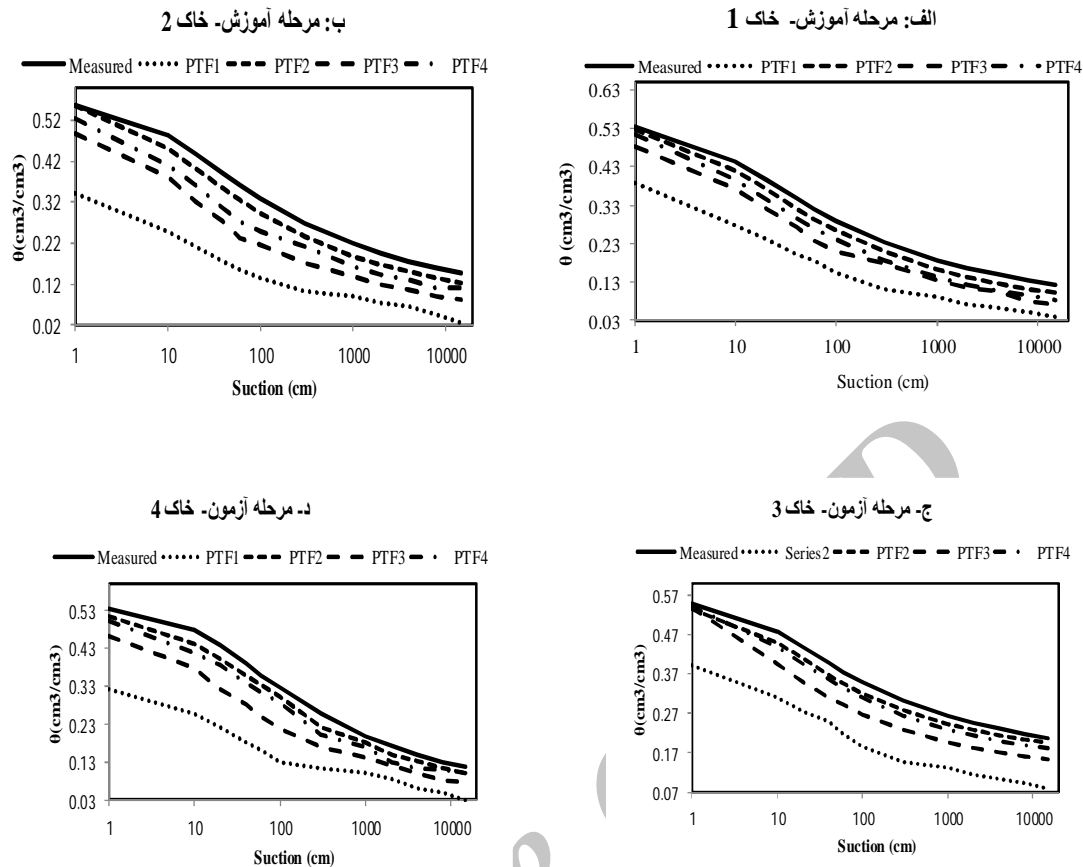 الف: مرحله آموزش- خاک 1
Measured PTF1 PTF2 PTF3 PTF4
0.63
0.53
0.43
0.33
0.23
0.13
0.03
θ (cm3/cm3)
1 10 100 1000 10000
Suction (cm)
ب: مرحله آموزش- خاک 2
Measured PTF1 PTF2 PTF3 PTF4
0.52
0.42
0.32
0.22
0.12
0.02
θ(cm3/cm3)
1 10 100 1000 10000
Suction (cm)
ج- مرحله آزمون- خاک 3
Measured Series2 PTF2 PTF3 PTF4
0.57
0.47
0.37
0.27
0.17
0.07
θ(cm3/cm3)
1 10 100 1000 10000
Suction (cm)
د- مرحله آزمون- خاک 4
Measured PTF1 PTF2 PTF3 PTF4
0.53
0.43
0.33
0.23
0.13
0.03
θ(cm3/cm3)
1 10 100 1000 10000
Suction (cm)